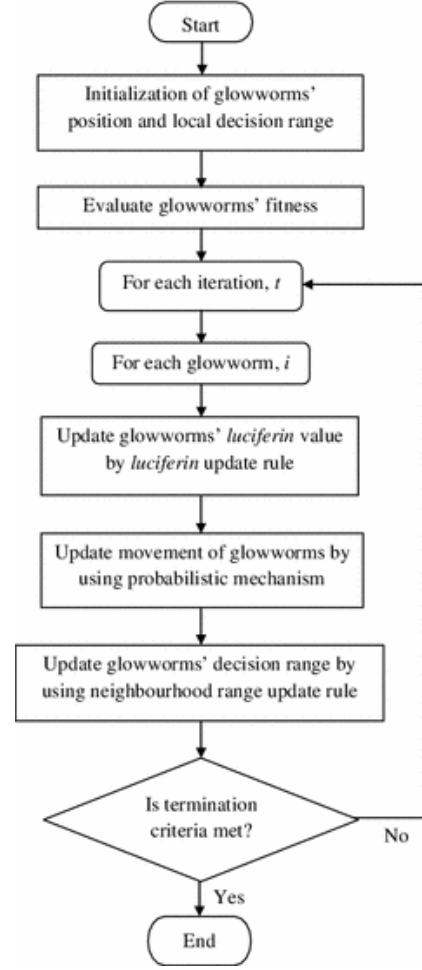 Start
Initialization of glowworms'
position and local decision range
Evaluate glowworms' fitness
For each iteration, t
For each glowworm, i
Update glowworms' luciferin value
by luciferin update rule
Update movement of glowworms by
using probabilistic mechanism
Update glowworms' decision range by
using neighbourhood range update rule
Is termination
criteria met?
No
Yes
End